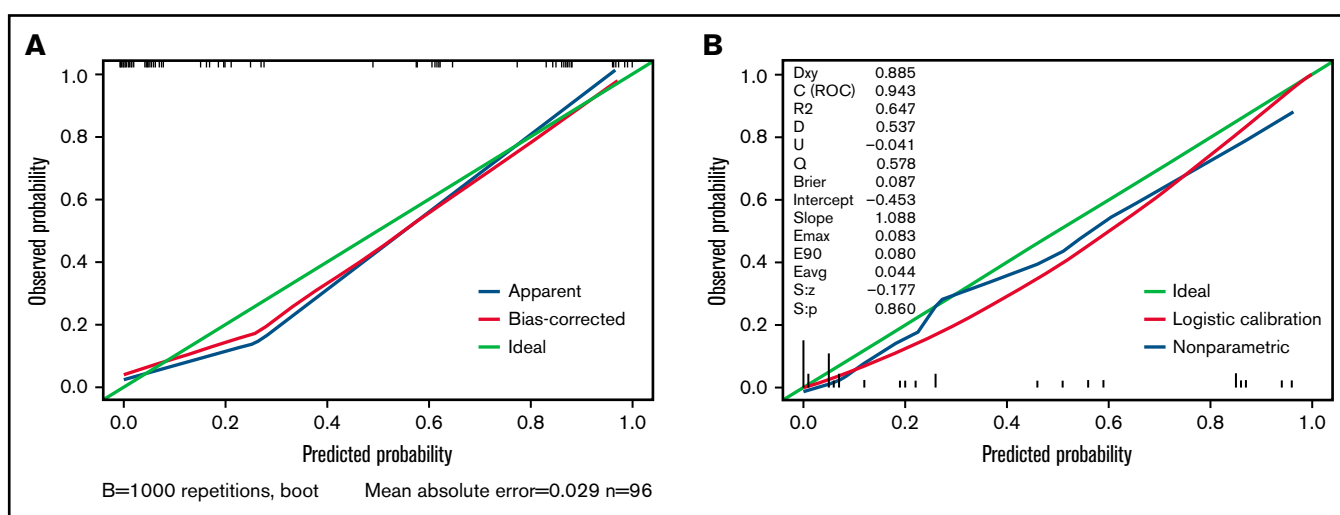 A
Observed probability
1.0
0.8
0.6
0.4
0.2
0.0
Apparent
Bias-corrected
Ideal
0.0 0.2 0.4 0.6 0.8 1.0
Predicted probability
B=1000 repetitions, boot Mean absolute error=0.029 n=96
B
Observed probability
1.0
0.8
0.6
0.4
0.2
0.0
Dxy 0.885
C (ROC) 0.943
R2 0.647
D 0.537
U −0.041
Q 0.578
Brier 0.087
Intercept −0.453
Slope 1.088
Emax 0.083
E90 0.080
Eavg 0.044
S:z −0.177
S:p 0.860
Ideal
Logistic calibration
Nonparametric
0.0 0.2 0.4 0.6 0.8 1.0
Predicted probability